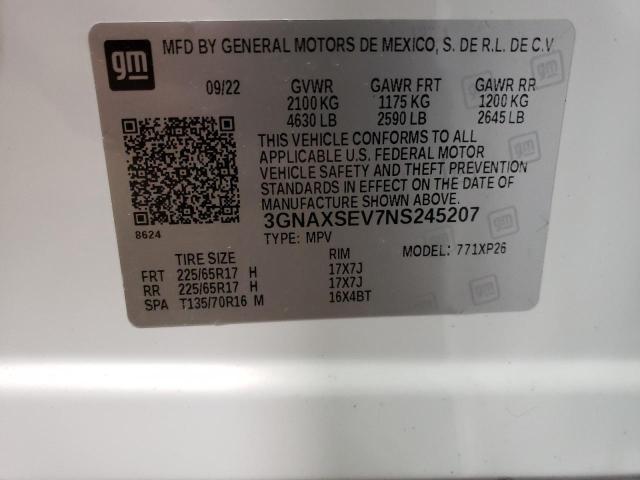 gm MFD BY GENERAL MOTORS DE MEXICO, S. DE R.L. DE C.V
09/22 GVWR GAWR FRT GAWR RR
2100 KG 1175 KG 1200 KG
4630 LB 2590 LB 2645 LB
THIS VEHICLE CONFORMS TO ALL
APPLICABLE U.S. FEDERAL MOTOR
VEHICLE SAFETY AND THEFT PREVENTION
STANDARDS IN EFFECT ON THE DATE OF
MANUFACTURE SHOWN ABOVE.
3GNAXSEV7NS245207
8624 TYPE: MPV MODEL: 771XP26
TIRE SIZE RIM
FRT 225/65R17 H 17X7J
RR 225/65R17 H 17X7J
SPA T135/70R16 M 16X4BT